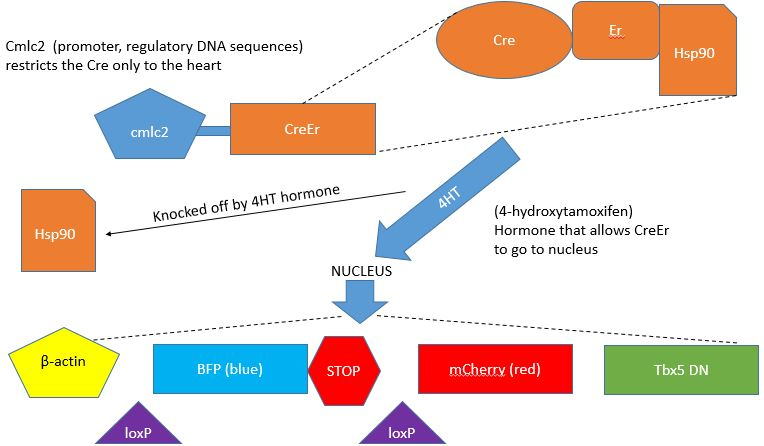 Cmlc2  (promoter, regulatory DNA sequences)
restricts the Cre only to the heart
Cre
Er
Hsp90
cmlc2
CreEr
Knocked off by 4HT hormone
4HT
Hsp90
(4-hydroxytamoxifen)
Hormone that allows CreEr
to go to nucleus
NUCLEUS
β-actin
BFP (blue)
STOP
mCherry (red)
Tbx5 DN
loxP
loxP